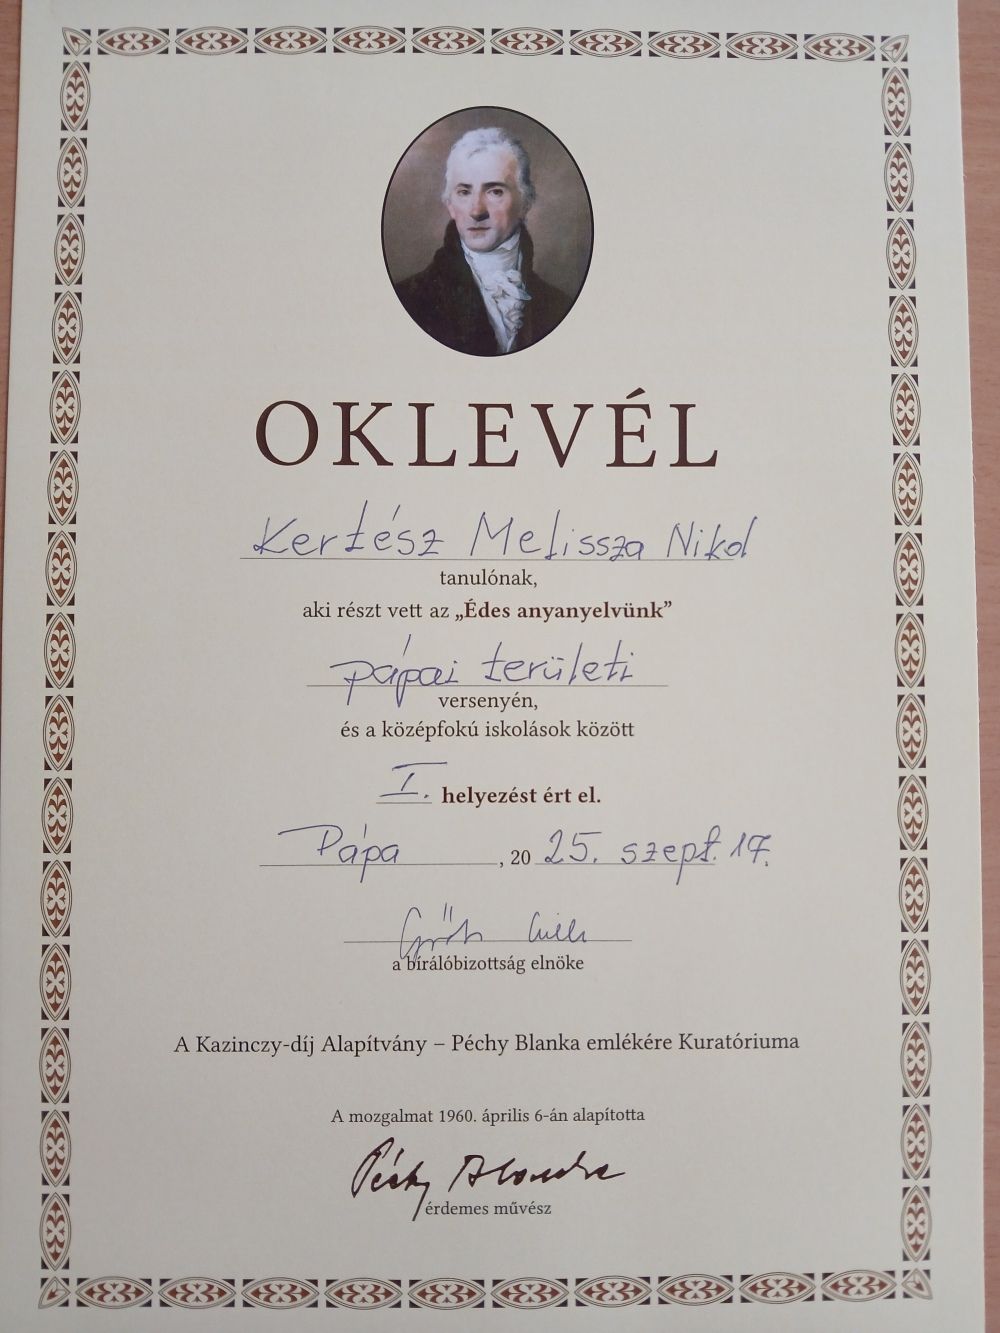 OKLEVÉL
Kertész Melissza Nikol
tanulónak,
aki részt vett az „Édes anyanyelvünk”
pápai területi
versenyén,
és a középfokú iskolások között
I. helyezést ért el.
Pápa, 20 25. szept. 17.
a bírálóbizottság elnöke
A Kazinczy-díj Alapítvány – Péchy Blanka emlékére Kuratóriuma
A mozgalmat 1960. április 6-án alapította
Péchy Blanka
érdemes művész